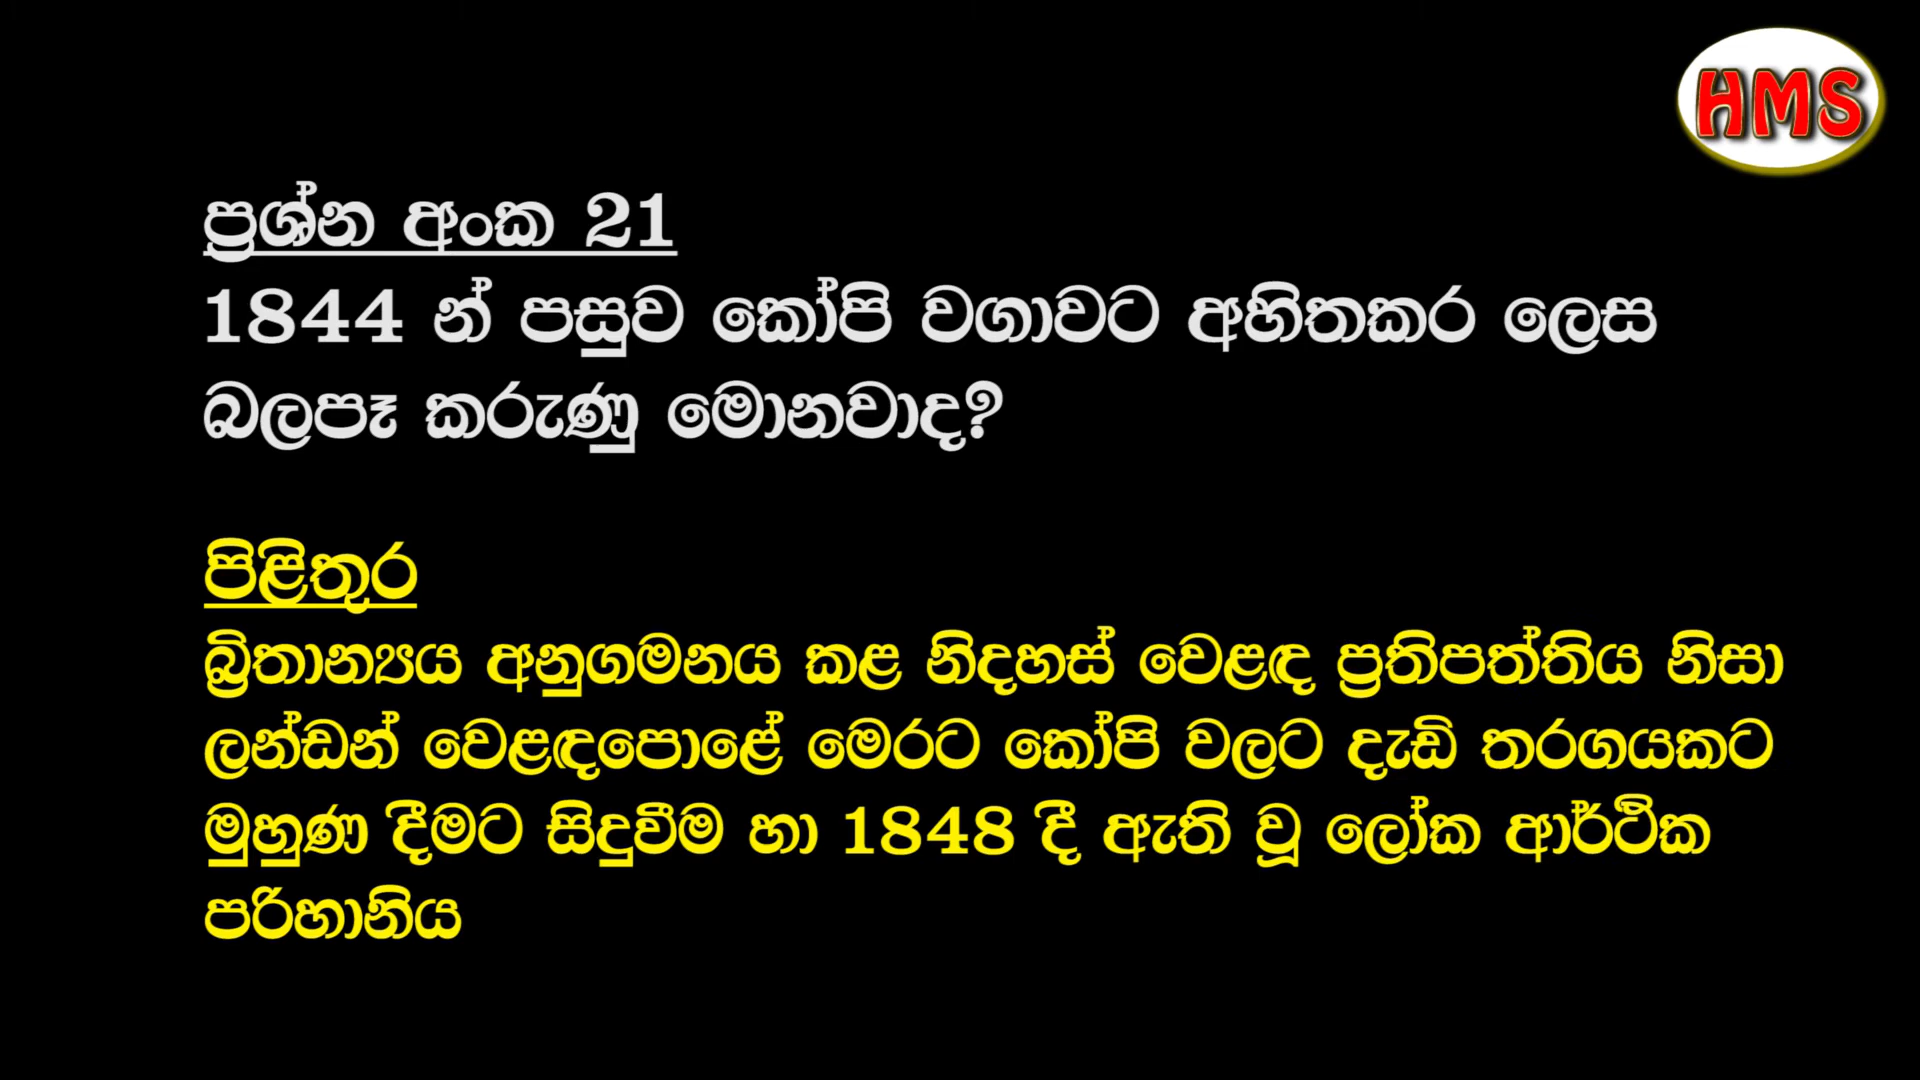 HMS
ප්‍රශ්න අංක 21
1844 න් පසුව කෝපි වගාවට අහිතකර ලෙස
බලපෑ කරුණු මොනවාද?
පිළිතුර
බ්‍රිතාන්‍යය අනුගමනය කළ නිදහස් වෙළඳ ප්‍රතිපත්තිය නිසා
ලන්ඩන් වෙළඳපොළේ මෙරට කෝපි වලට දැඩි තරගයකට
මුහුණ දීමට සිදුවීම හා 1848 දී ඇති වූ ලෝක ආර්ථික
පරිහානිය